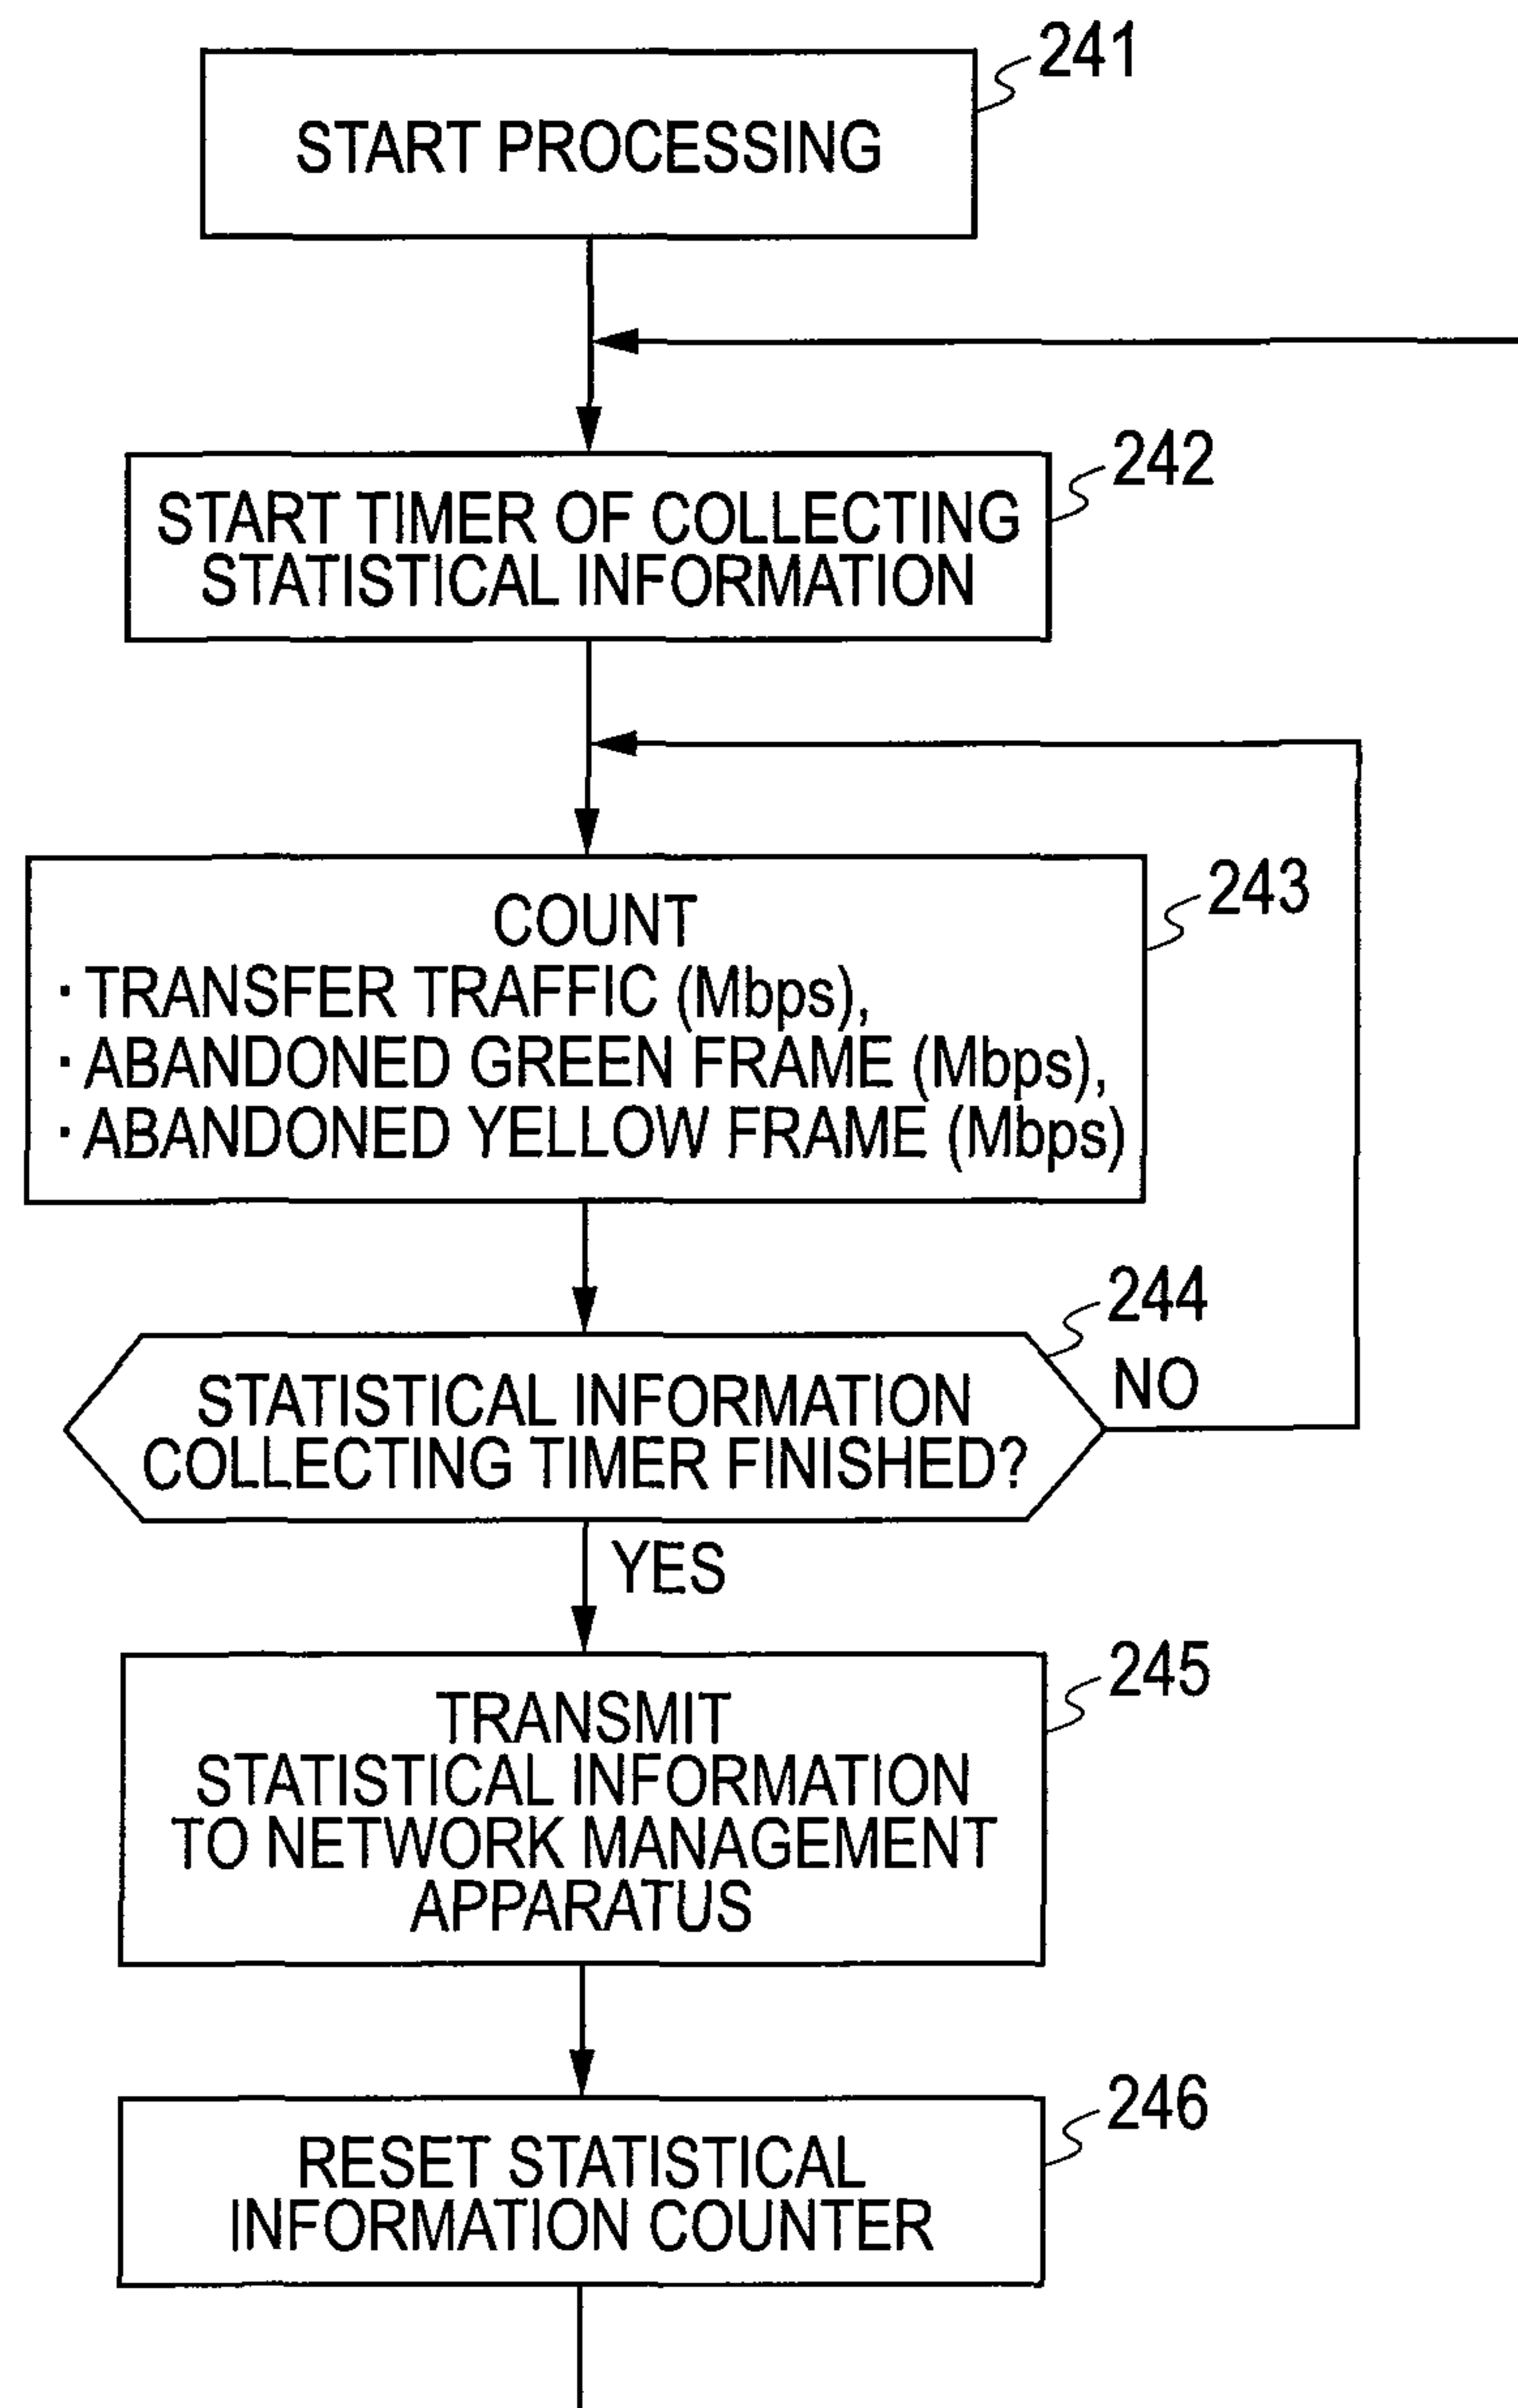 241
START PROCESSING
242
START TIMER OF COLLECTING
STATISTICAL INFORMATION
243
COUNT
· TRANSFER TRAFFIC (Mbps),
· ABANDONED GREEN FRAME (Mbps),
· ABANDONED YELLOW FRAME (Mbps)
244
NO
STATISTICAL INFORMATION
COLLECTING TIMER FINISHED?
YES
245
TRANSMIT
STATISTICAL INFORMATION
TO NETWORK MANAGEMENT
APPARATUS
246
RESET STATISTICAL
INFORMATION COUNTER